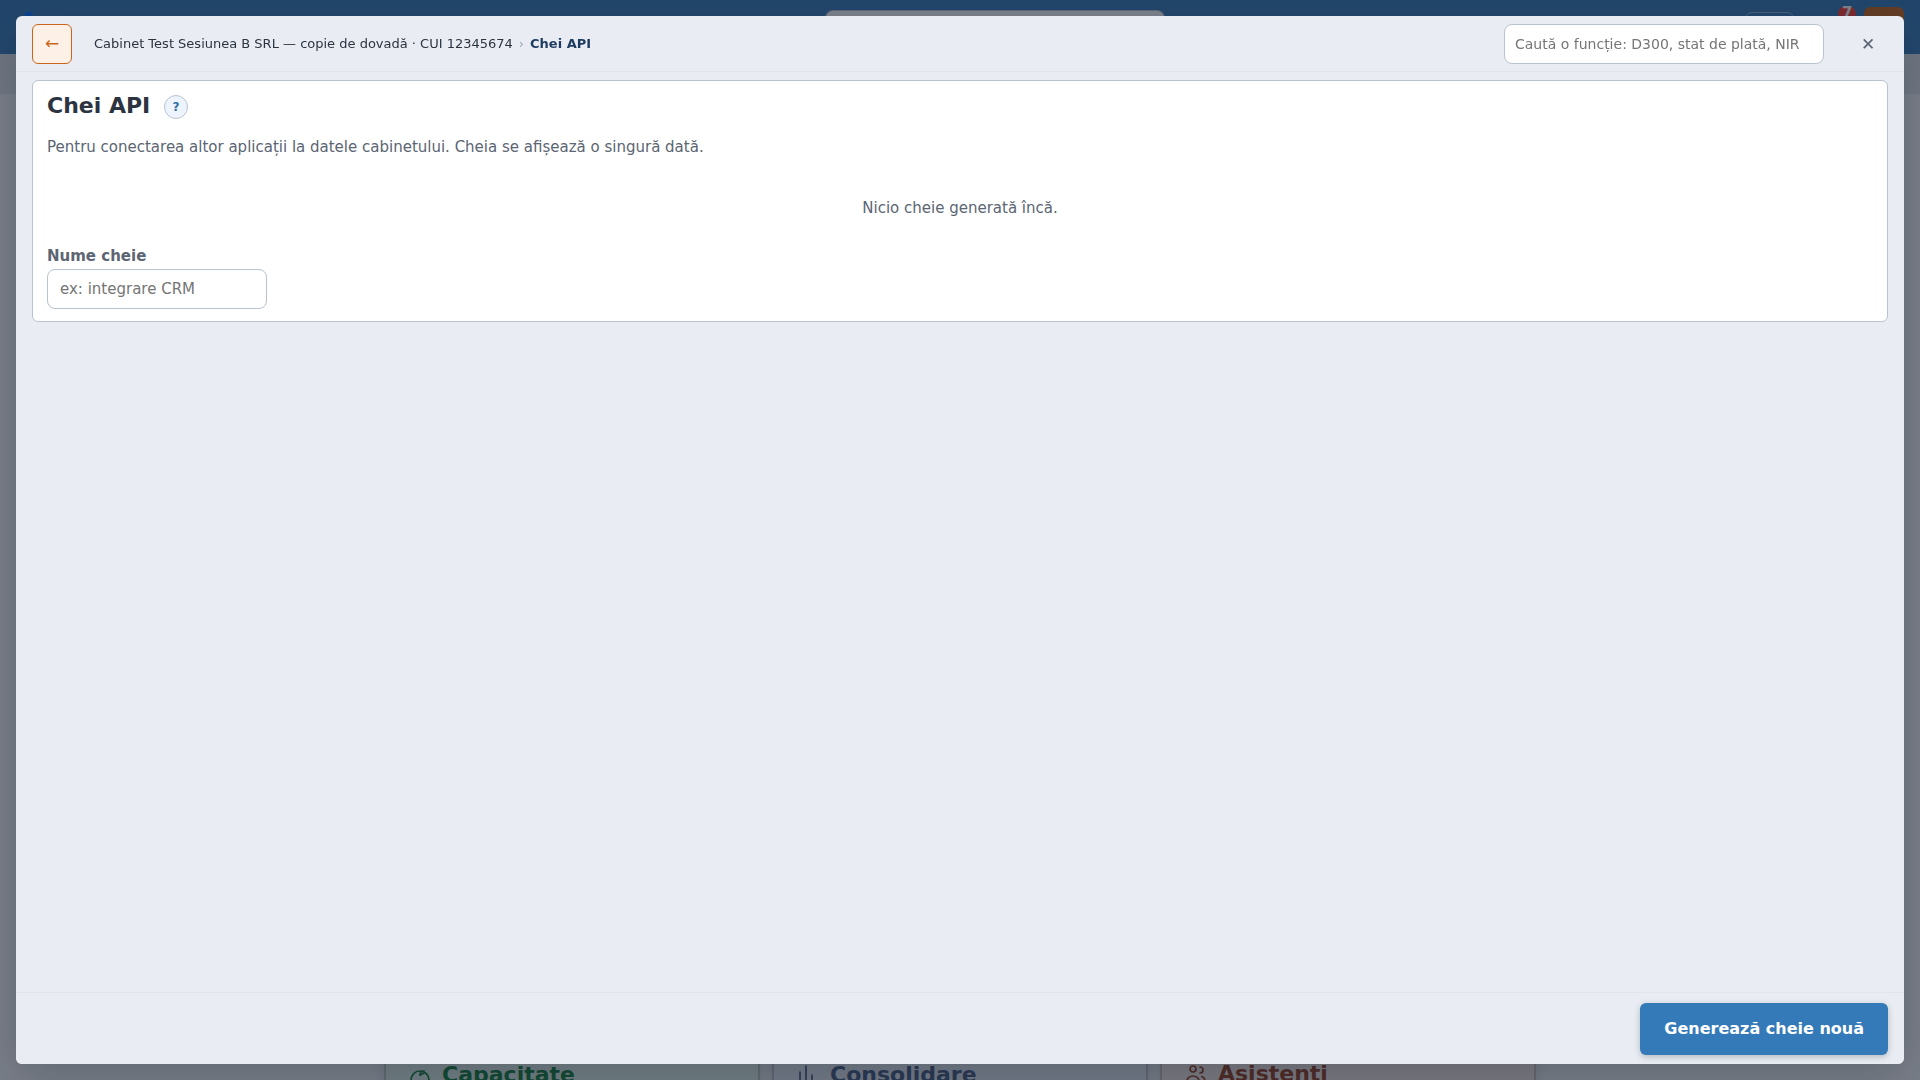 7
←
Cabinet Test Sesiunea B SRL — copie de dovadă · CUI 12345674 › Chei API
Caută o funcție: D300, stat de plată, NIR
✕
Chei API ?
Pentru conectarea altor aplicații la datele cabinetului. Cheia se afișează o singură dată.
Nicio cheie generată încă.
Nume cheie
ex: integrare CRM
Generează cheie nouă
Capacitate
Consolidare
Asistenți